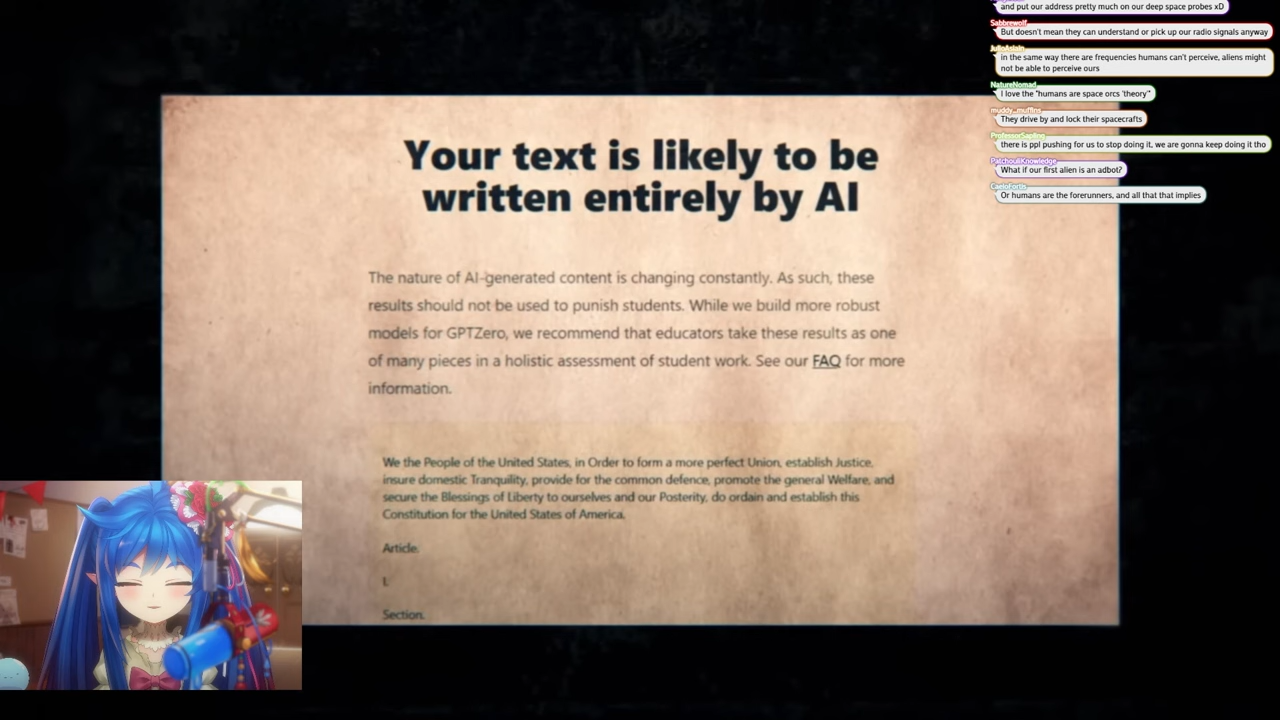 Your text is likely to be
written entirely by AI
The nature of AI-generated content is changing constantly. As such, these
results should not be used to punish students. While we build more robust
models for GPTZero, we recommend that educators take these results as one
of many pieces in a holistic assessment of student work. See our FAQ for more
information.
We the People of the United States, in Order to form a more perfect Union, establish Justice,
insure domestic Tranquility, provide for the common defence, promote the general Welfare, and
secure the Blessings of Liberty to ourselves and our Posterity, do ordain and establish this
Constitution for the United States of America.
Article.
I.
Section.
and put our address pretty much on our deep space probes xD
Sabbrewolf
But doesn't mean they can understand or pick up our radio signals anyway
JuliaAslain
in the same way there are frequencies humans can't perceive, aliens might
not be able to perceive ours
NatureNomad
I love the "humans are space orcs 'theory'"
muddy_muffins
They drive by and lock their spacecrafts
ProfessorSapling
there is ppl pushing for us to stop doing it, we are gonna keep doing it tho
PatchouliKnowledge
What if our first alien is an adbot?
CaeloFortis
Or humans are the forerunners, and all that that implies